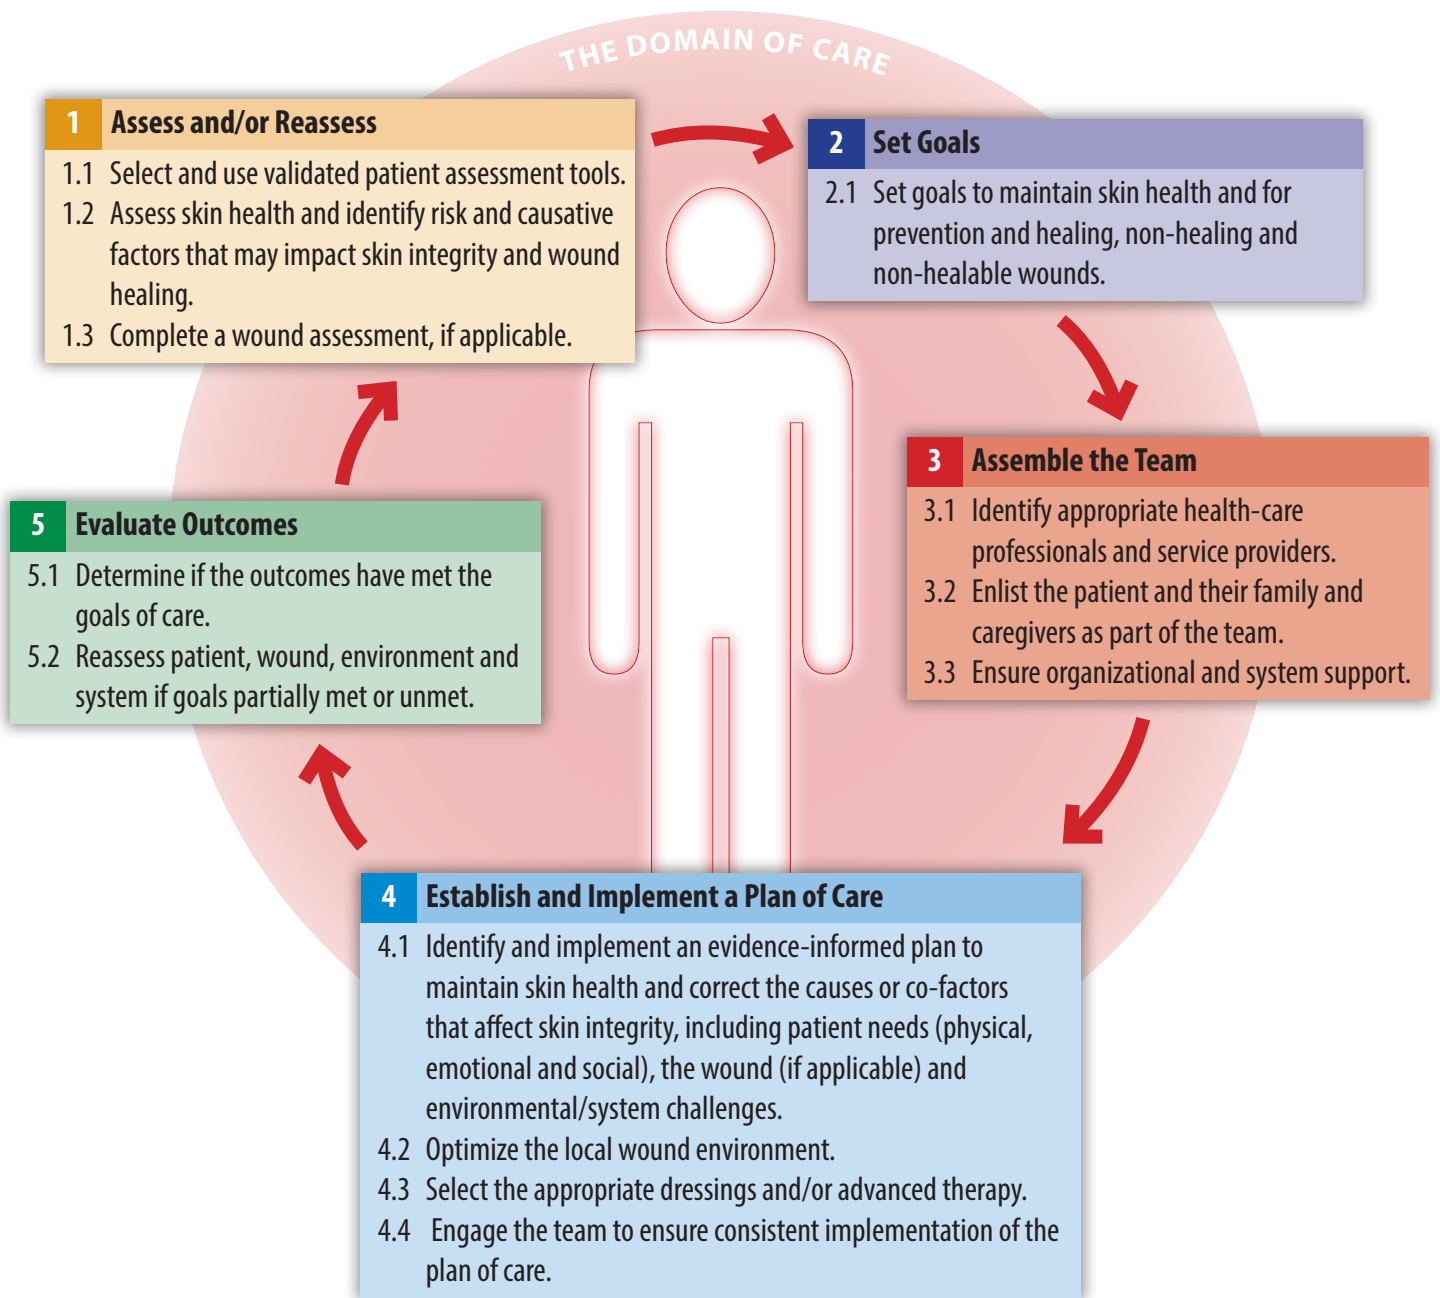 THE DOMAIN OF CARE
1 Assess and/or Reassess
1.1 Select and use validated patient assessment tools.
1.2 Assess skin health and identify risk and causative
factors that may impact skin integrity and wound
healing.
1.3 Complete a wound assessment, if applicable.
2 Set Goals
2.1 Set goals to maintain skin health and for
prevention and healing, non-healing and
non-healable wounds.
3 Assemble the Team
3.1 Identify appropriate health-care
professionals and service providers.
3.2 Enlist the patient and their family and
caregivers as part of the team.
3.3 Ensure organizational and system support.
4 Establish and Implement a Plan of Care
4.1 Identify and implement an evidence-informed plan to
maintain skin health and correct the causes or co-factors
that affect skin integrity, including patient needs (physical,
emotional and social), the wound (if applicable) and
environmental/system challenges.
4.2 Optimize the local wound environment.
4.3 Select the appropriate dressings and/or advanced therapy.
4.4 Engage the team to ensure consistent implementation of the
plan of care.
5 Evaluate Outcomes
5.1 Determine if the outcomes have met the
goals of care.
5.2 Reassess patient, wound, environment and
system if goals partially met or unmet.